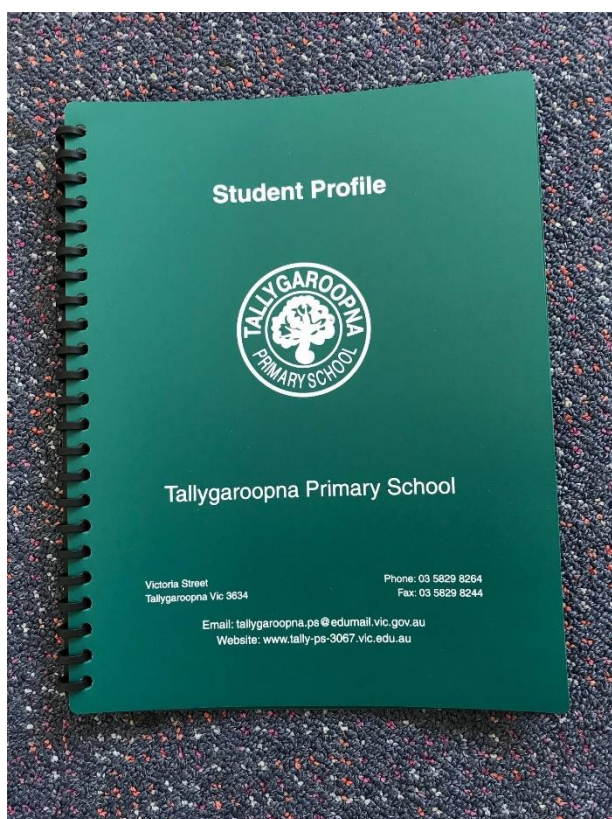 Student Profile
TALLYGAROOPNA
PRIMARY SCHOOL
Tallygaroopna Primary School
Victoria Street
Tallygaroopna Vic 3634
Phone: 03 5829 8264
Fax: 03 5829 8244
Email: tallygaroopna.ps@edumail.vic.gov.au
Website: www.tally-ps-3067.vic.edu.au